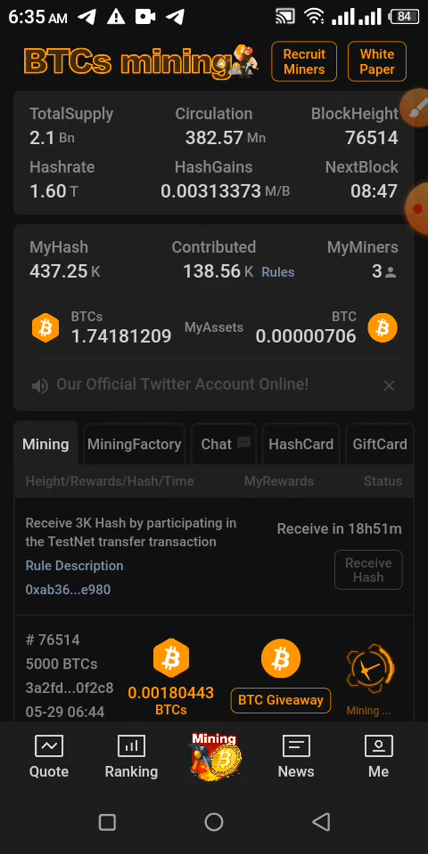 6:35 AM 84
BTCs mining
Recruit Miners
White Paper
TotalSupply Circulation BlockHeight
2.1 Bn 382.57 Mn 76514
Hashrate HashGains NextBlock
1.60 T 0.00313373 M/B 08:47
MyHash Contributed MyMiners
437.25 K 138.56 K Rules 3
BTCs MyAssets BTC
1.74181209 0.00000706
Our Official Twitter Account Online!
Mining MiningFactory Chat HashCard GiftCard
Height/Rewards/Hash/Time MyRewards Status
Receive 3K Hash by participating in
the TestNet transfer transaction
Receive in 18h51m
Rule Description
Receive Hash
0xab36...e980
# 76514
5000 BTCs
3a2fd...0f2c8
05-29 06:44
0.00180443
BTCs
BTC Giveaway
Mining ...
Mining
Quote Ranking News Me